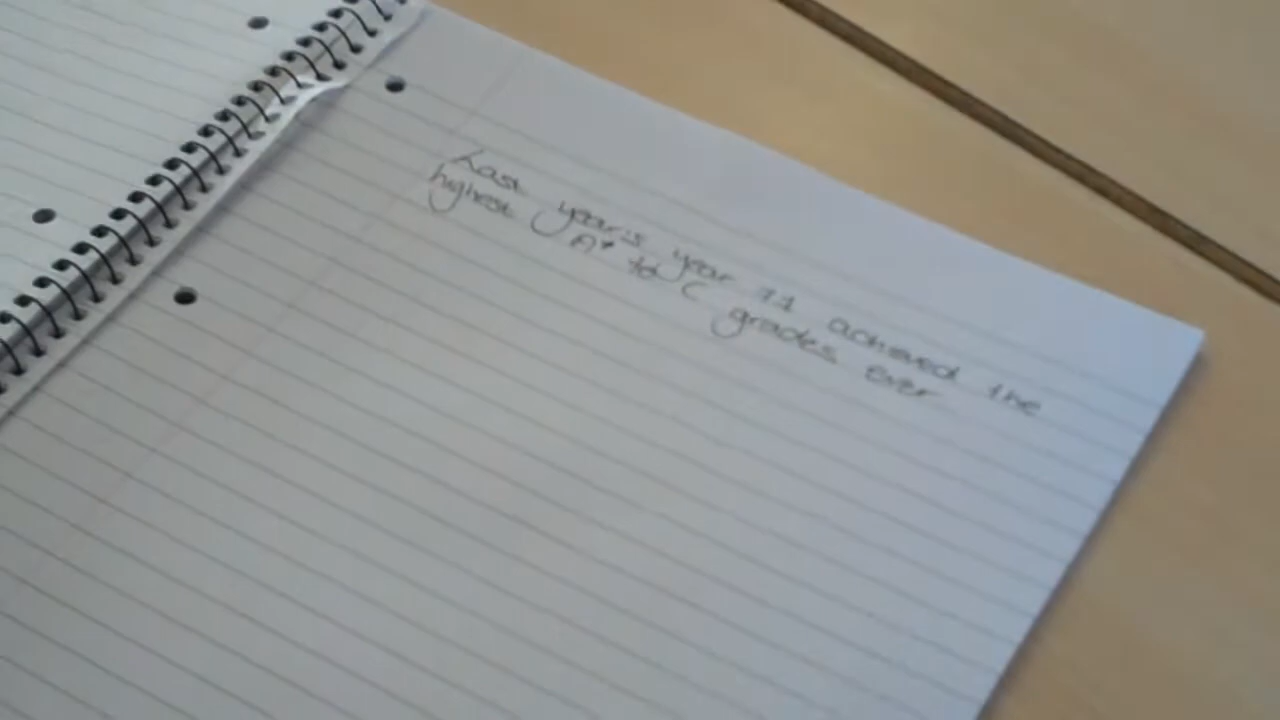 Last year's year 11 achieved the
highest A* to C grades ever